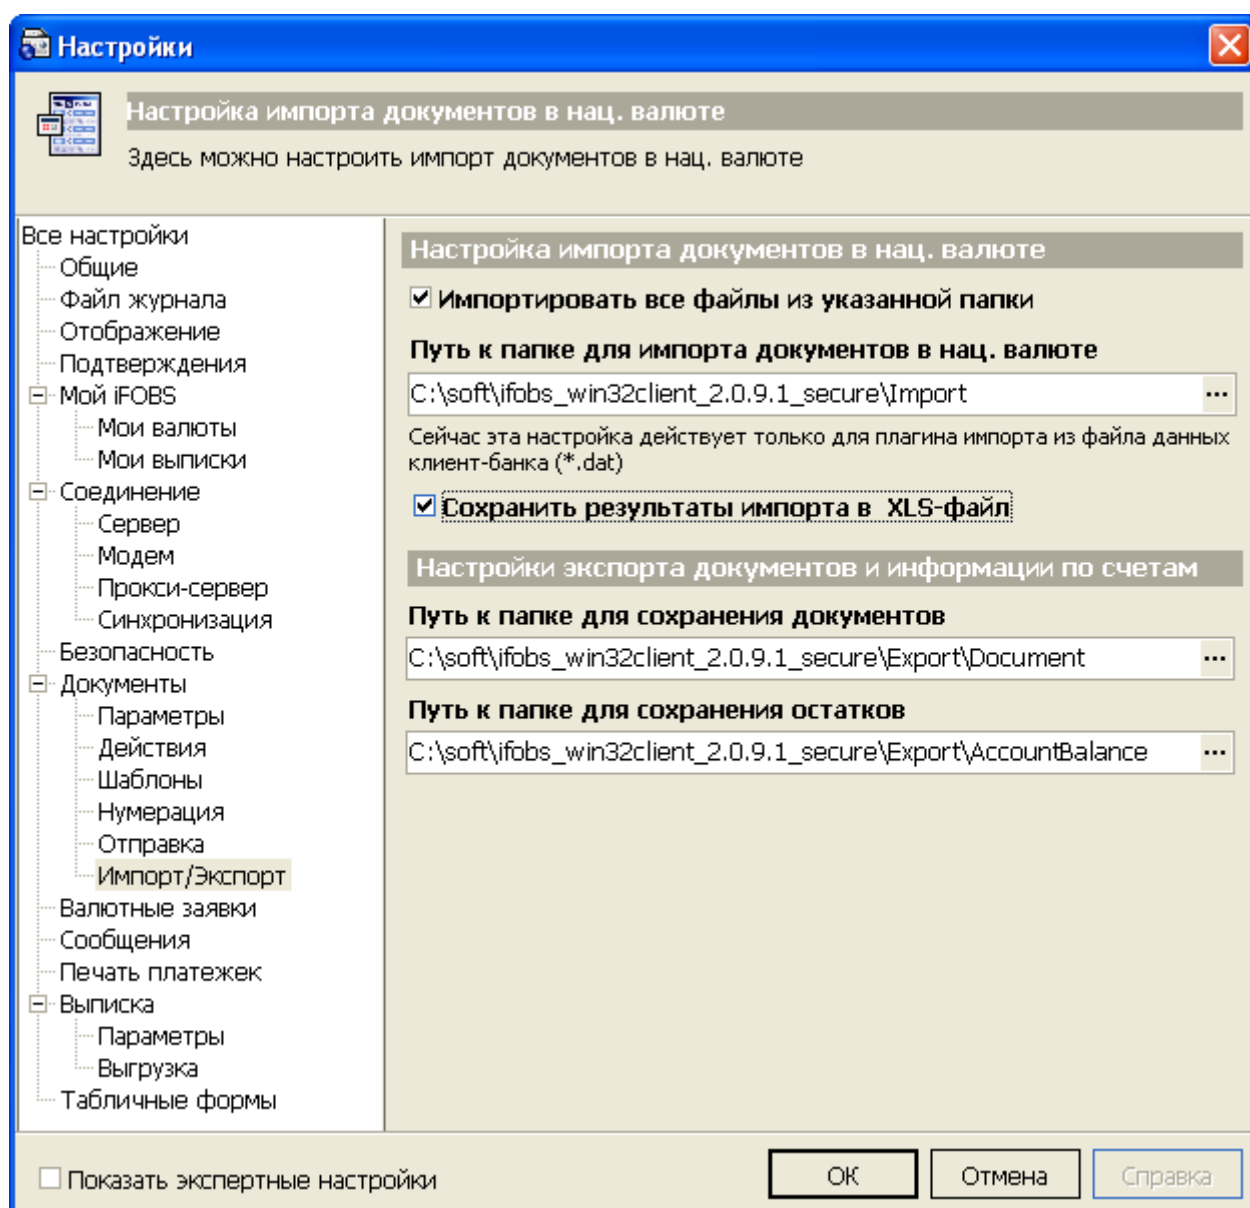 Настройки
Настройка импорта документов в нац. валюте
Здесь можно настроить импорт документов в нац. валюте
Все настройки
Общие
Файл журнала
Отображение
Подтверждения
Мой iFOBS
Мои валюты
Мои выписки
Соединение
Сервер
Модем
Прокси-сервер
Синхронизация
Безопасность
Документы
Параметры
Действия
Шаблоны
Нумерация
Отправка
Импорт/Экспорт
Валютные заявки
Сообщения
Печать платежек
Выписка
Параметры
Выгрузка
Табличные формы
Настройка импорта документов в нац. валюте
Импортировать все файлы из указанной папки
Путь к папке для импорта документов в нац. валюте
C:\soft\ifobs_win32client_2.0.9.1_secure\Import ...
Сейчас эта настройка действует только для плагина импорта из файла данных
клиент-банка (*.dat)
Сохранить результаты импорта в XLS-файл
Настройки экспорта документов и информации по счетам
Путь к папке для сохранения документов
C:\soft\ifobs_win32client_2.0.9.1_secure\Export\Document ...
Путь к папке для сохранения остатков
C:\soft\ifobs_win32client_2.0.9.1_secure\Export\AccountBalance ...
Показать экспертные настройки
ОК
Отмена
Справка